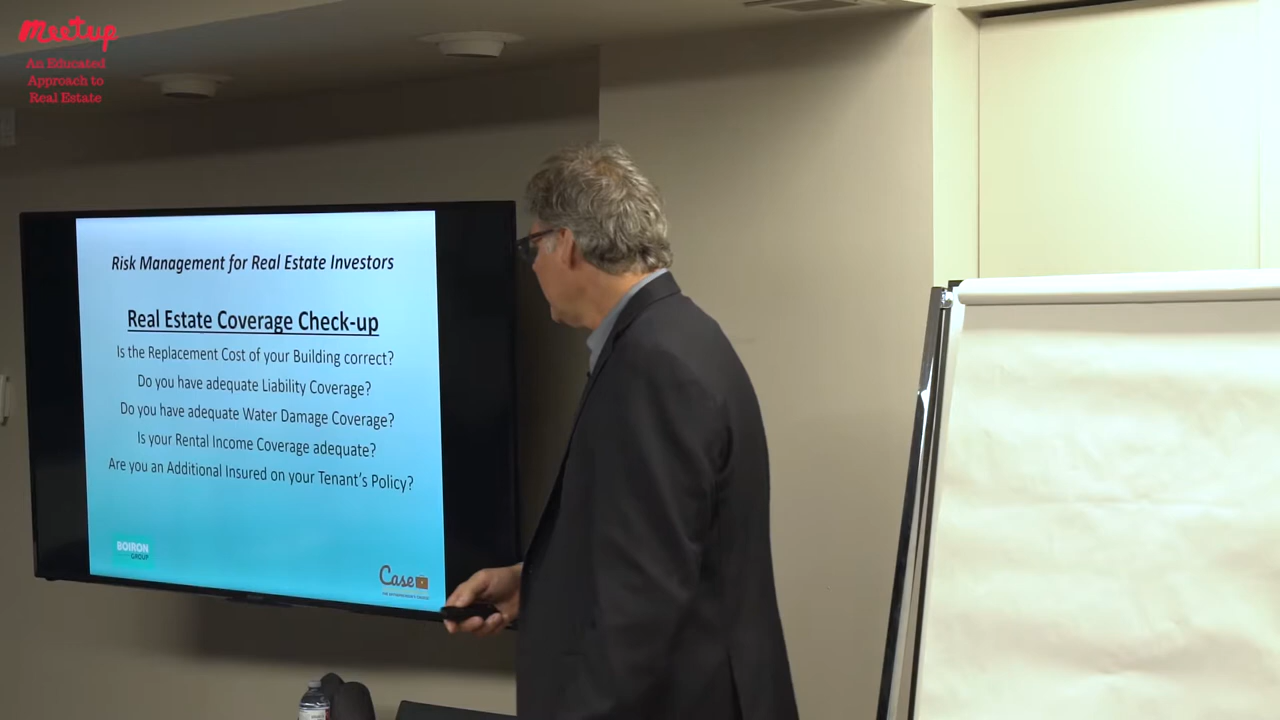 Meetup
An Educated
Approach to
Real Estate
Risk Management for Real Estate Investors
Real Estate Coverage Check-up
Is the Replacement Cost of your Building correct?
Do you have adequate Liability Coverage?
Do you have adequate Water Damage Coverage?
Is your Rental Income Coverage adequate?
Are you an Additional Insured on your Tenant's Policy?
BOIRON
GROUP
Case